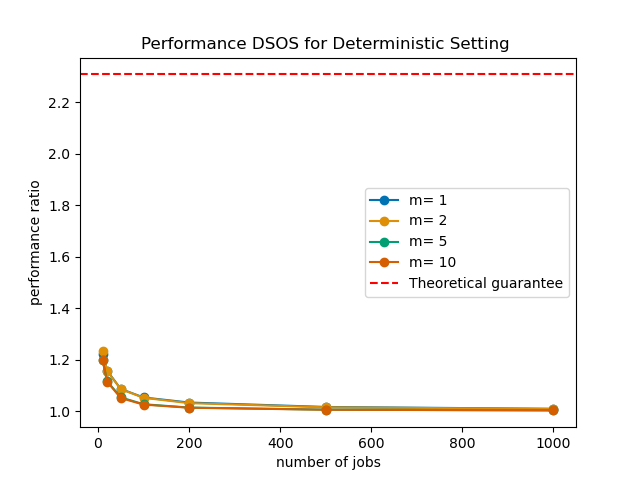 Performance DSOS for Deterministic Setting
performance ratio
2.2
2.0
1.8
1.6
1.4
1.2
1.0
m= 1
m= 2
m= 5
m= 10
Theoretical guarantee
0
200
400
600
800
1000
number of jobs